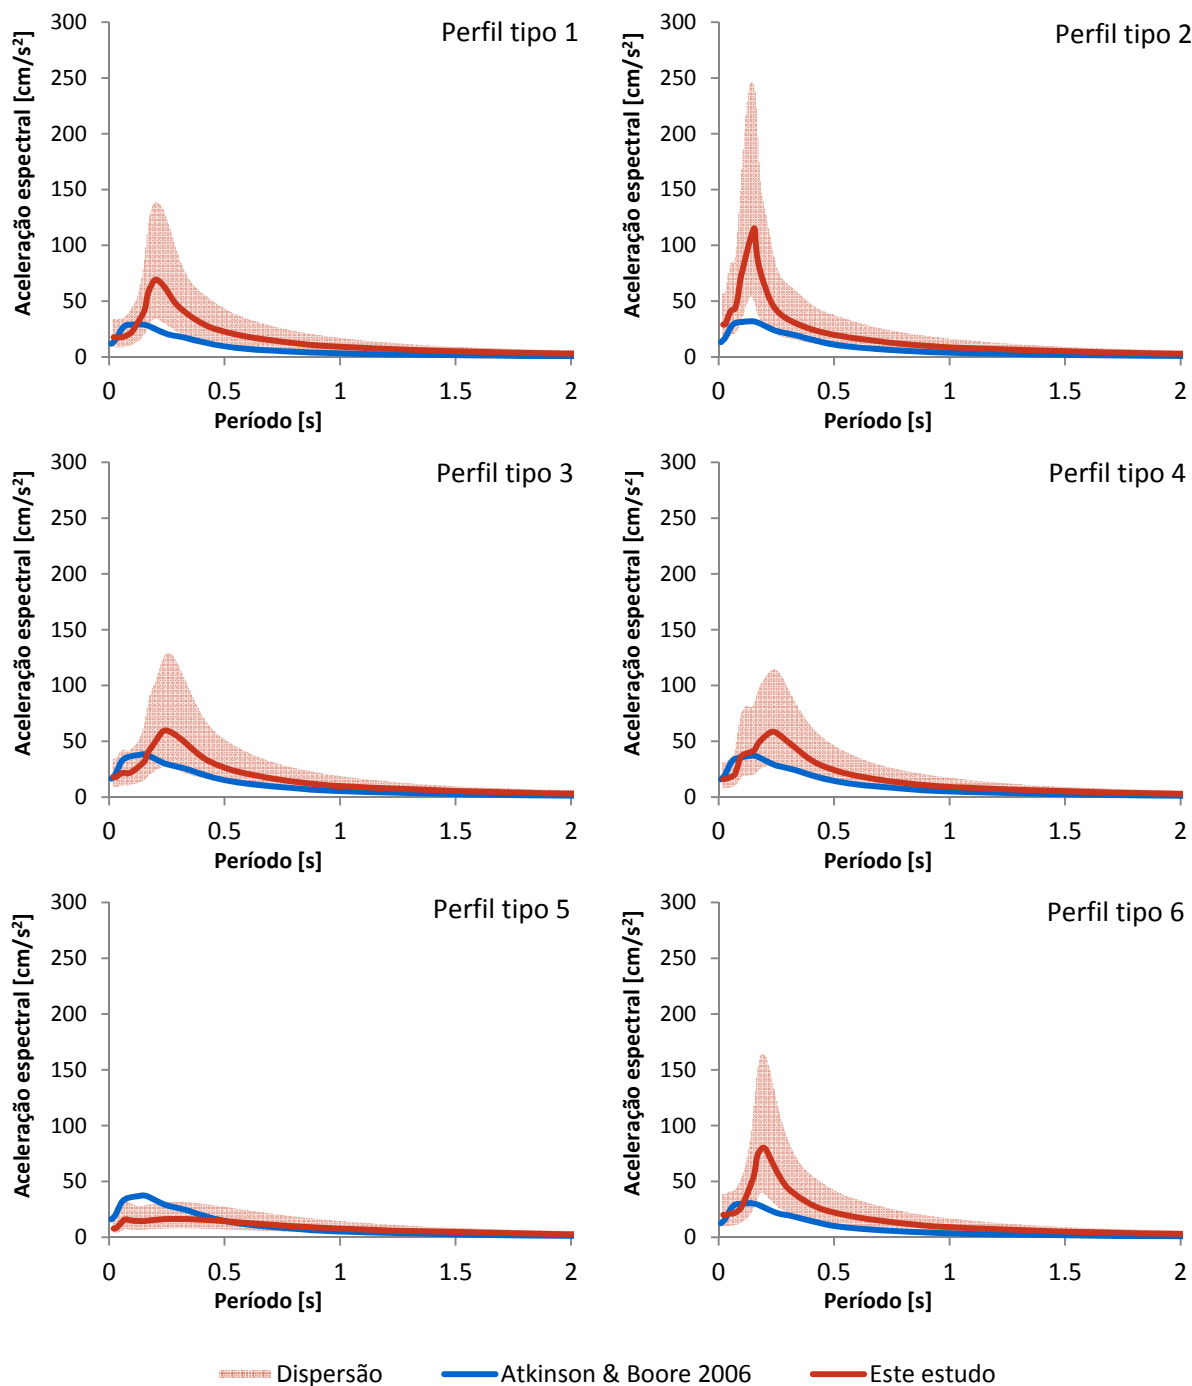 Perfil tipo 1
Aceleração espectral [cm/s²]
300
250
200
150
100
50
0
0 0.5 1 1.5 2
Período [s]
Perfil tipo 2
Aceleração espectral [cm/s²]
300
250
200
150
100
50
0
0 0.5 1 1.5 2
Período [s]
Perfil tipo 3
Aceleração espectral [cm/s²]
300
250
200
150
100
50
0
0 0.5 1 1.5 2
Período [s]
Perfil tipo 4
Aceleração espectral [cm/s²]
300
250
200
150
100
50
0
0 0.5 1 1.5 2
Período [s]
Perfil tipo 5
Aceleração espectral [cm/s²]
300
250
200
150
100
50
0
0 0.5 1 1.5 2
Período [s]
Perfil tipo 6
Aceleração espectral [cm/s²]
300
250
200
150
100
50
0
0 0.5 1 1.5 2
Período [s]
Dispersão Atkinson & Boore 2006 Este estudo